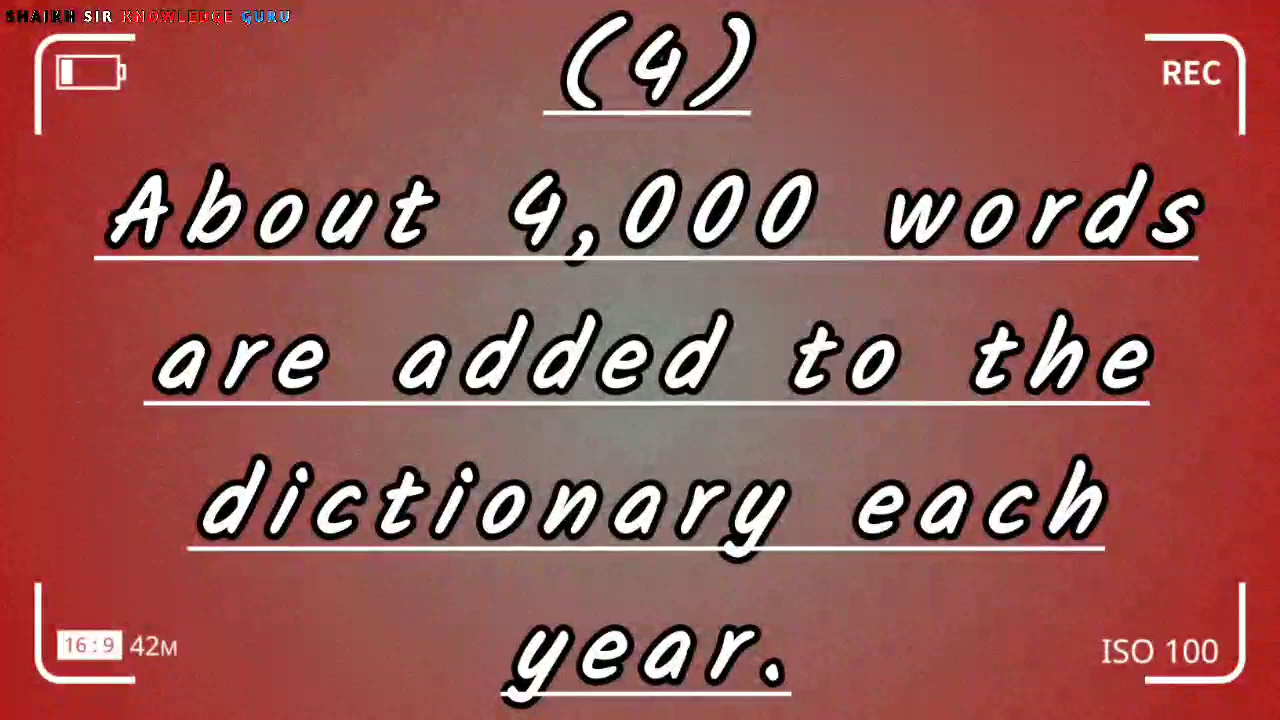 SHAIKH SIR KNOWLEDGE GURU
(4)
REC
About 4,000 words
are added to the
dictionary each
year.
16:9 42M
ISO 100